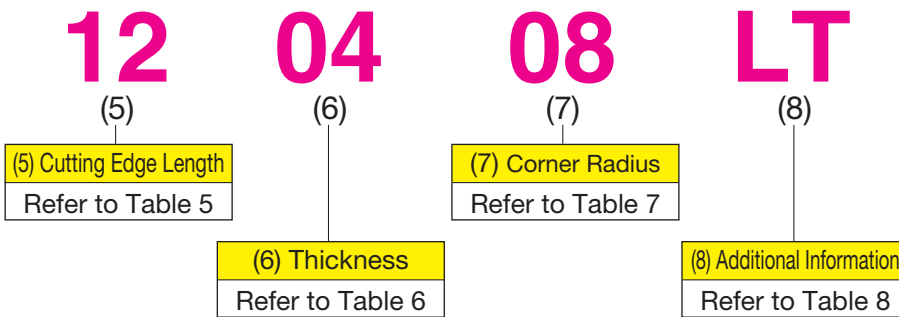 12 04 08 LT
(5) (6) (7) (8)
(5) Cutting Edge Length
Refer to Table 5
(7) Corner Radius
Refer to Table 7
(6) Thickness
Refer to Table 6
(8) Additional Information
Refer to Table 8